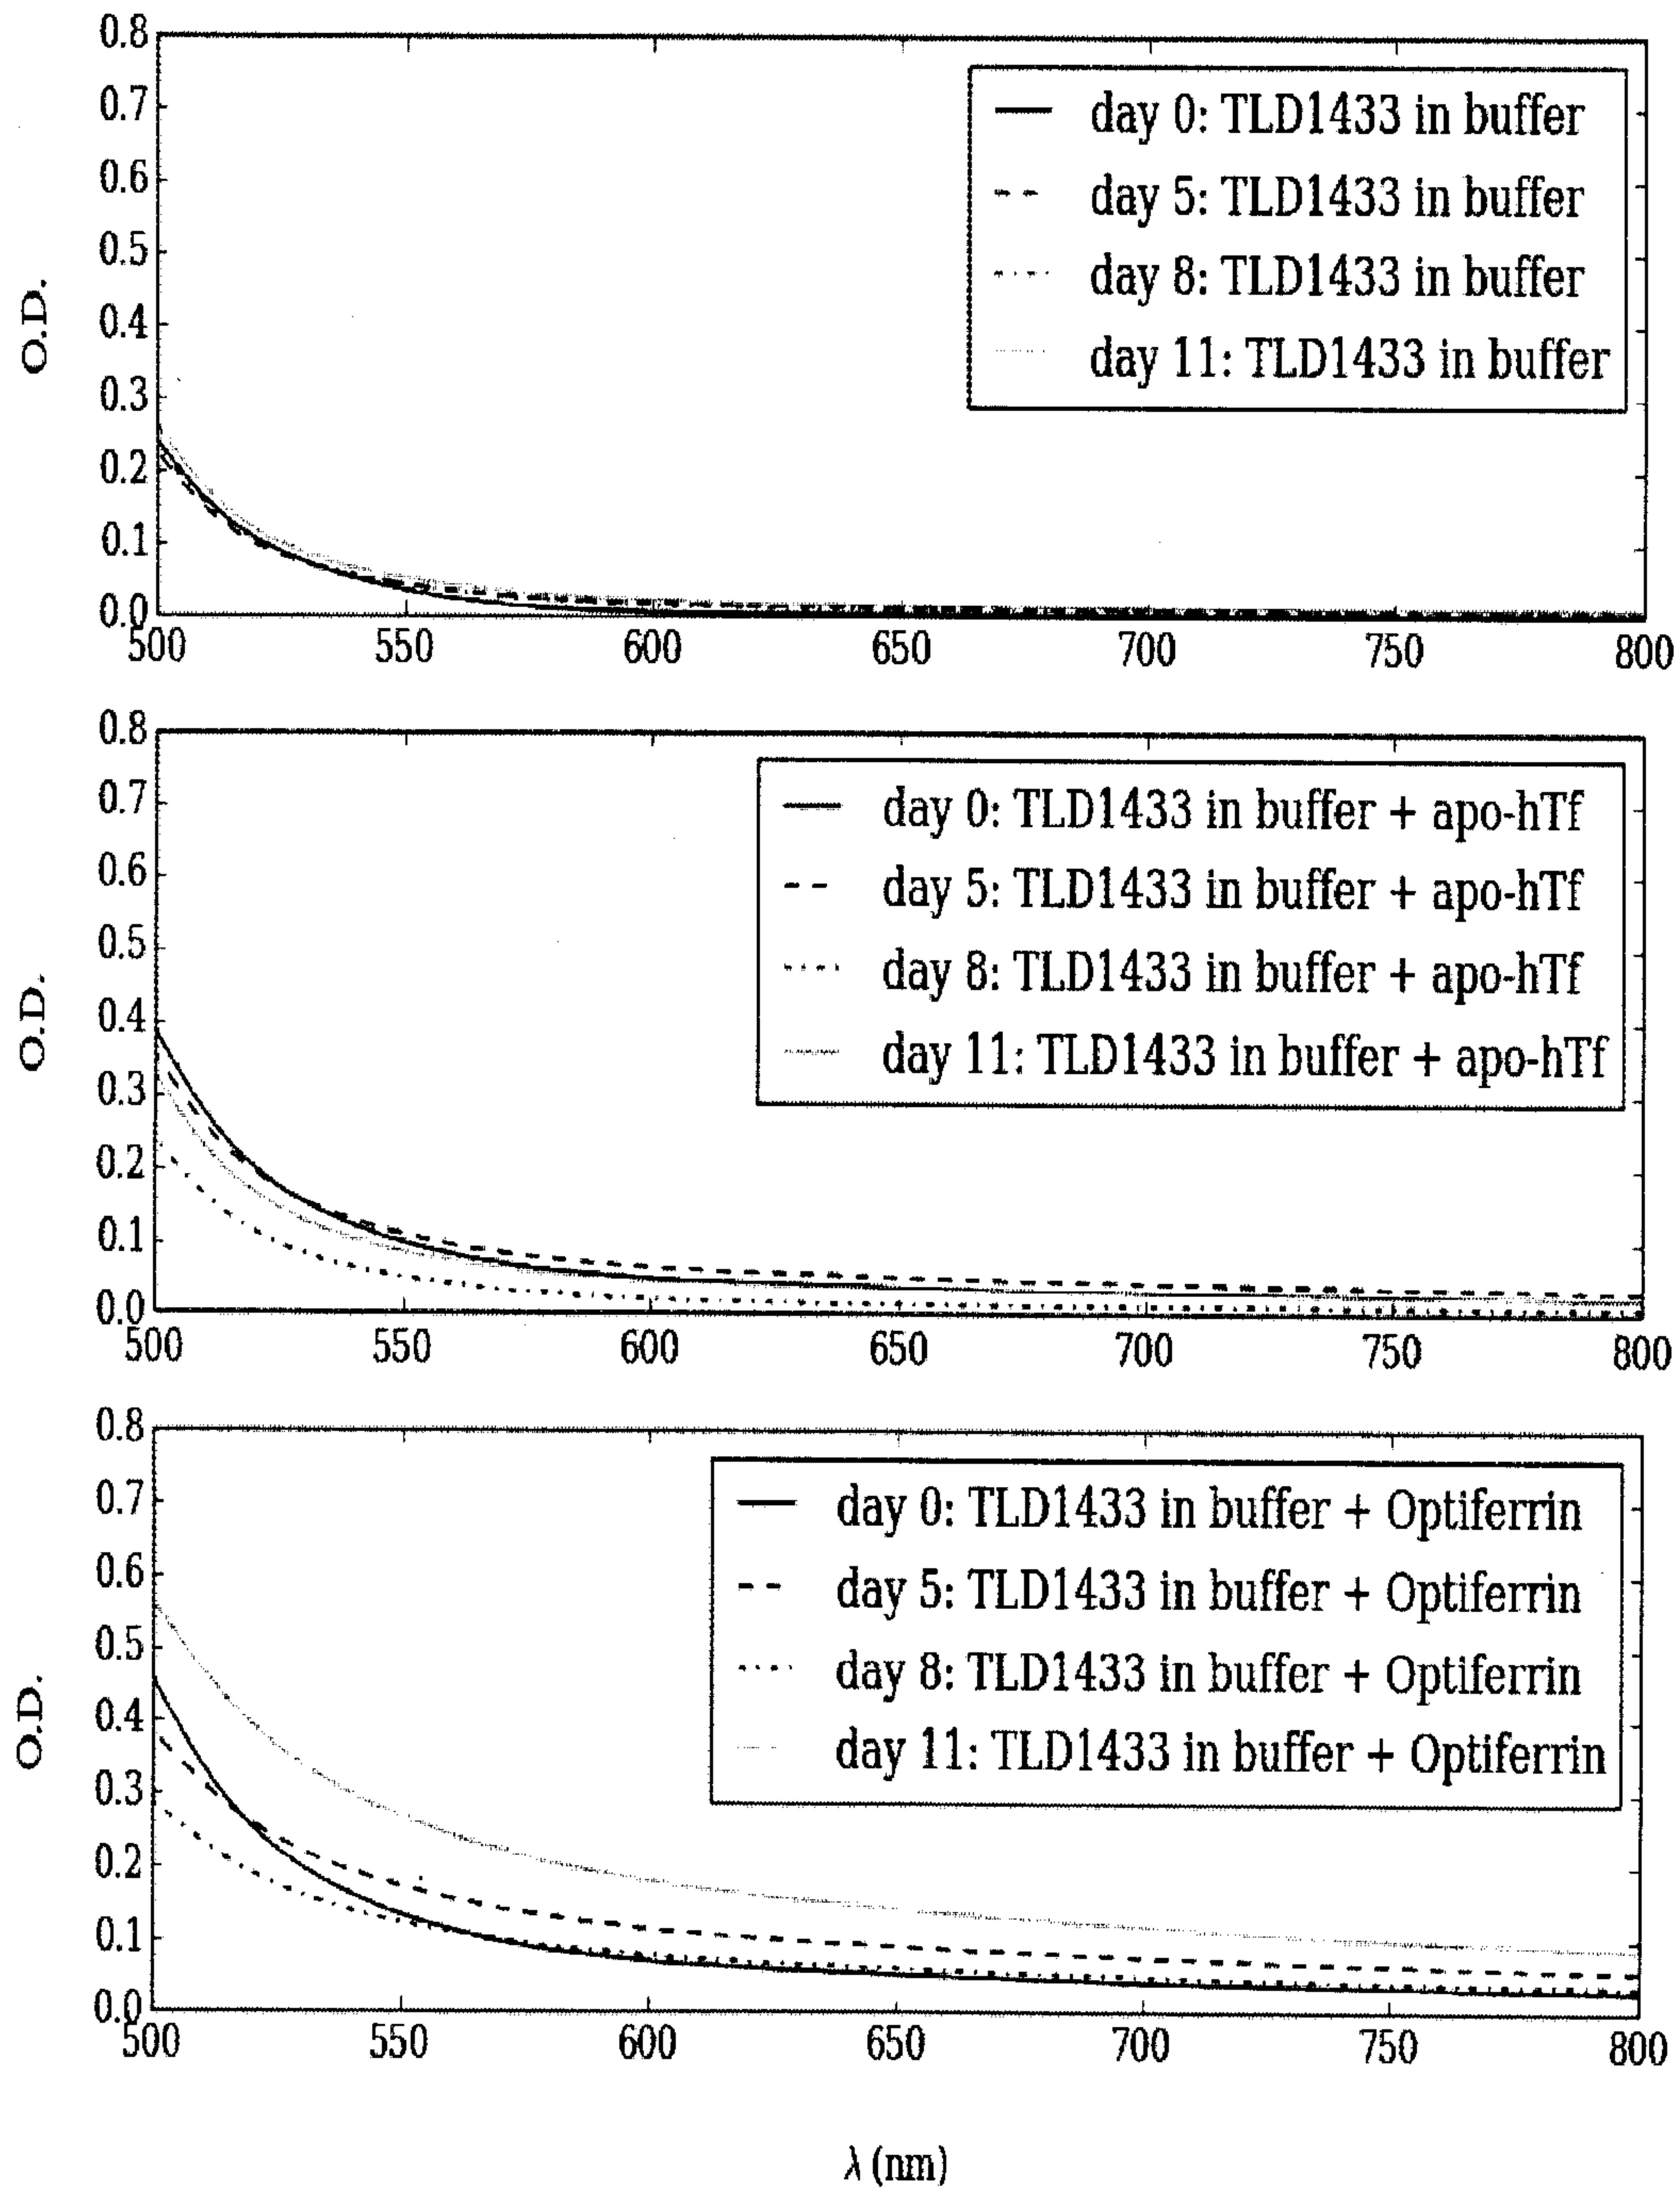 0.8
0.7
0.6
0.5
0.4
0.3
0.2
0.1
0.0
O.D.
day 0: TLD1433 in buffer
day 5: TLD1433 in buffer
day 8: TLD1433 in buffer
day 11: TLD1433 in buffer
500 550 600 650 700 750 800
0.8
0.7
0.6
0.5
0.4
0.3
0.2
0.1
0.0
O.D.
day 0: TLD1433 in buffer + apo-hTf
day 5: TLD1433 in buffer + apo-hTf
day 8: TLD1433 in buffer + apo-hTf
day 11: TLD1433 in buffer + apo-hTf
500 550 600 650 700 750 800
0.8
0.7
0.6
0.5
0.4
0.3
0.2
0.1
0.0
O.D.
day 0: TLD1433 in buffer + Optiferrin
day 5: TLD1433 in buffer + Optiferrin
day 8: TLD1433 in buffer + Optiferrin
day 11: TLD1433 in buffer + Optiferrin
500 550 600 650 700 750 800
λ (nm)